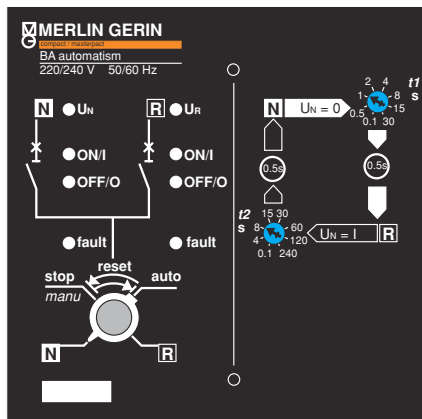 MERLIN GERIN
compact / masterpact
BA automatism
220/240 V 50/60 Hz
N UN R UR
ON/I ON/I
OFF/O OFF/O
fault fault
stop reset auto
manu
N R
N UN = 0
t1
s
0.1 0.5 1 2 4 8 15 30
0.5s 0.5s
t2
s
0.1 4 8 15 30 60 120 240
UN = I R